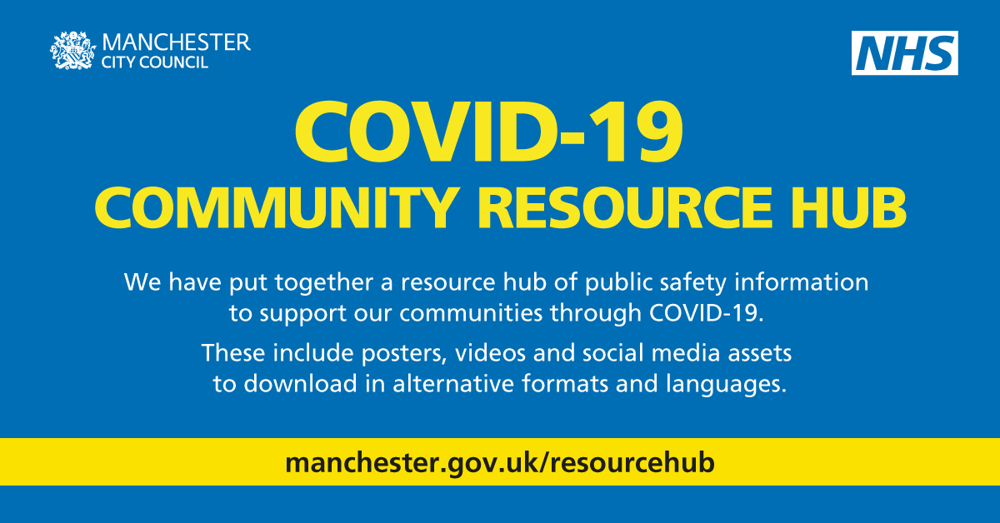 MANCHESTER
CITY COUNCIL
NHS
COVID-19
COMMUNITY RESOURCE HUB
We have put together a resource hub of public safety information
to support our communities through COVID-19.
These include posters, videos and social media assets
to download in alternative formats and languages.
manchester.gov.uk/resourcehub